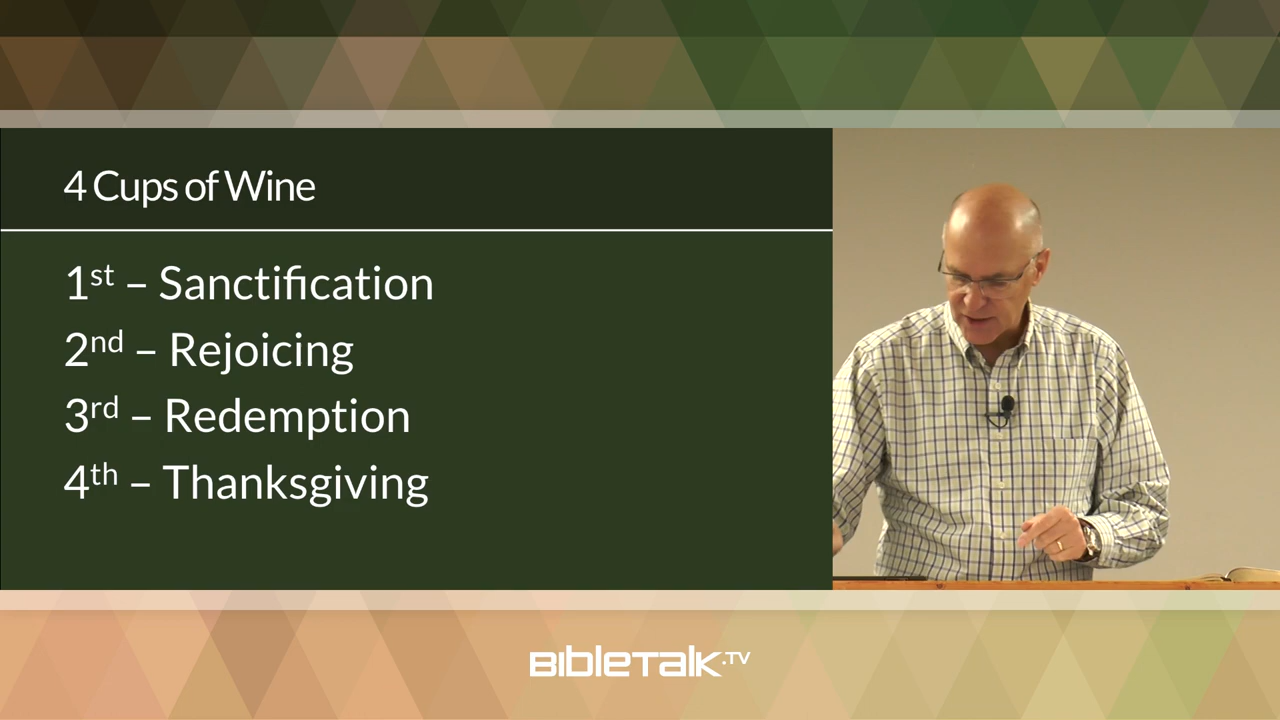 4 Cups of Wine
1st – Sanctification
2nd – Rejoicing
3rd – Redemption
4th – Thanksgiving
BIBLETALK.TV